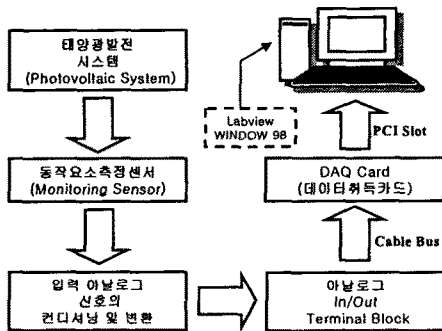 태양광발전
시스템
(Photovoltaic System)
Labview
WINDOW 98
PCI Slot
동작요소측정센서
(Monitoring Sensor)
DAQ Card
(데이타취득카드)
Cable Bus
입력 아날로그
신호의
컨디셔닝 및 변환
아날로그
In/Out
Terminal Block